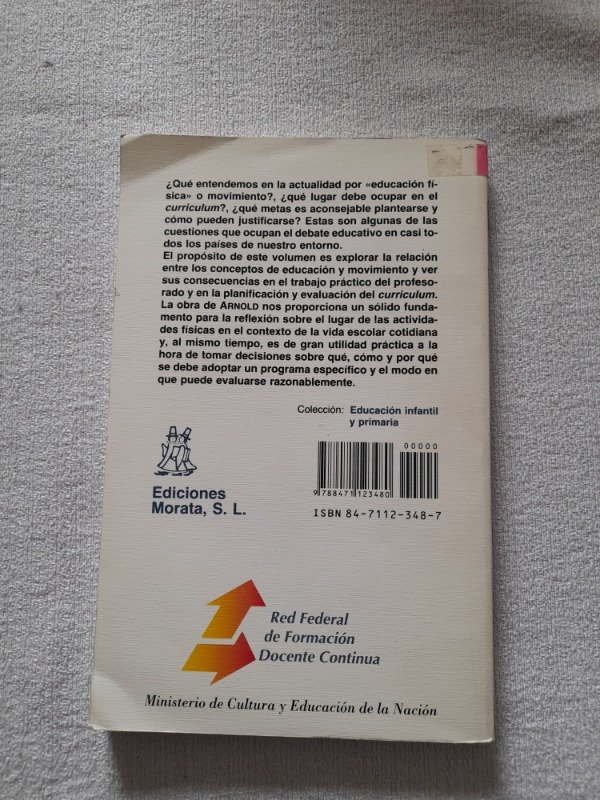 ¿Qué entendemos en la actualidad por «educación fí-
sica» o movimiento?, ¿qué lugar debe ocupar en el
curriculum?, ¿qué metas es aconsejable plantearse y
cómo pueden justificarse? Estas son algunas de las
cuestiones que ocupan el debate educativo en casi to-
dos los países de nuestro entorno.
El propósito de este volumen es explorar la relación
entre los conceptos de educación y movimiento y ver
sus consecuencias en el trabajo práctico del profeso-
rado y en la planificación y evaluación del curriculum.
La obra de ARNOLD nos proporciona un sólido funda-
mento para la reflexión sobre el lugar de las activida-
des físicas en el contexto de la vida escolar cotidiana
y, al mismo tiempo, es de gran utilidad práctica a la
hora de tomar decisiones sobre qué, cómo y por qué
se debe adoptar un programa específico y el modo en
que puede evaluarse razonablemente.
Colección: Educación infantil
y primaria
Ediciones
Morata, S. L.
00000
9 788471 123480
ISBN 84-7112-348-7
Red Federal
de Formación
Docente Continua
Ministerio de Cultura y Educación de la Nación